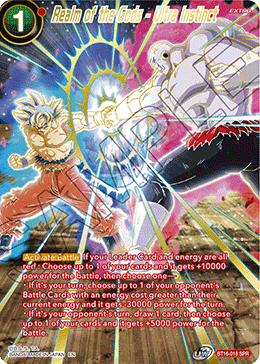 1
Realm of the Gods - Ultra Instinct
EXTRA
Activate Battle If your Leader Card and energy are all
red : Choose up to 1 of your cards and it gets +10000
power for the battle, then choose one—
• If it's your turn, choose up to 1 of your opponent's
Battle Cards with an energy cost greater than their
current energy and it gets -30000 power for the turn.
• If it's your opponent's turn, draw 1 card, then choose
up to 1 of your cards and it gets +5000 power for the
battle.
BANDAI
BT16-018 SPR